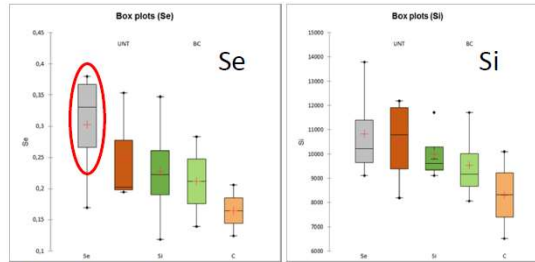 Box plots (Se)
UNT BC
Se
0,45
0,4
0,35
0,3
0,25
0,2
0,15
0,1
Se
Se Si C
Box plots (Si)
UNT BC
Si
15000
14000
13000
12000
11000
10000
9000
8000
7000
6000
Si
Se Si C